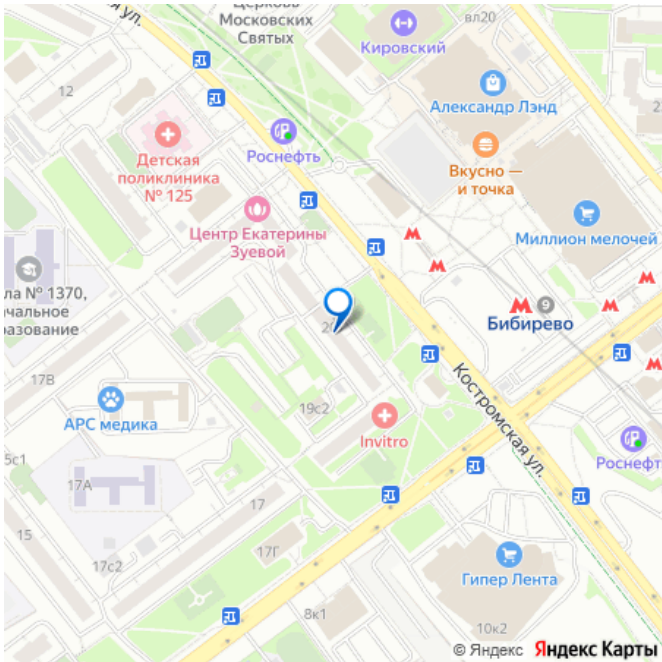 Церковь
Московских
Святых
ая ул.
вл20
Кировский
12
Александр Лэнд
Роснефть
Детская
поликлиника
№ 125
Вкусно —
и точка
Центр Екатерины
Зуевой
Миллион мелочей
ла № 1370,
чальное
разование
9
Бибирево
17В
19с2
АРС медика
Костромская ул.
Invitro
5с1
Роснефт
17А
17
15
17Г
17с2
Гипер Лента
8к1
10к2
© Яндекс Яндекс Карты